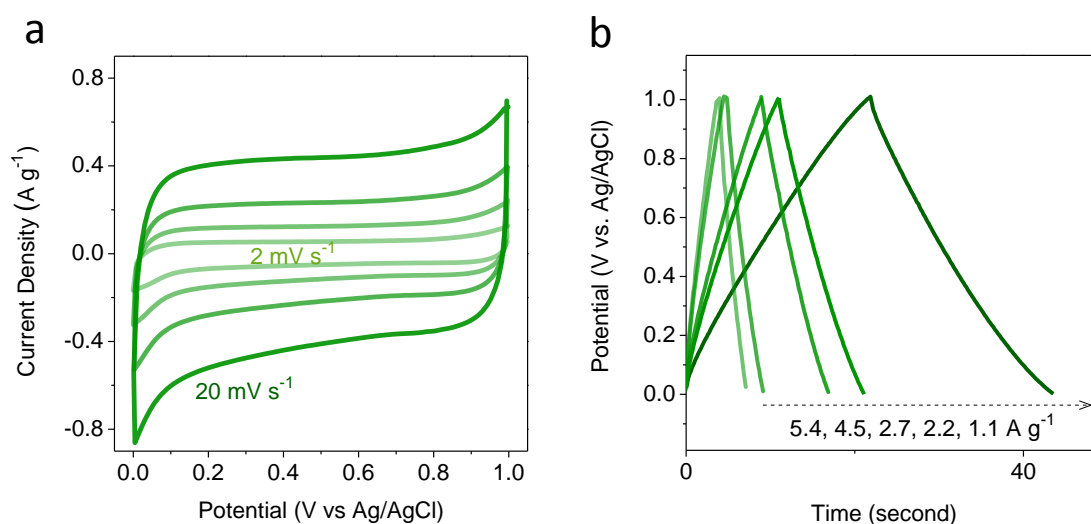 a
0.8
0.4
0.0
-0.4
-0.8
Current Density (A g⁻¹)
2 mV s⁻¹
20 mV s⁻¹
0.0 0.2 0.4 0.6 0.8 1.0
Potential (V vs Ag/AgCl)
b
1.0
0.8
0.6
0.4
0.2
0.0
Potential (V vs. Ag/AgCl)
5.4, 4.5, 2.7, 2.2, 1.1 A g⁻¹
0 40
Time (second)